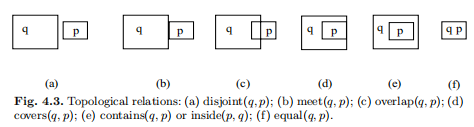 q p q p q p q p q p q p
(a) (b) (c) (d) (e) (f)
Fig. 4.3. Topological relations: (a) disjoint(q, p); (b) meet(q, p); (c) overlap(q, p); (d)
covers(q, p); (e) contains(q, p) or inside(p, q); (f) equal(q, p).